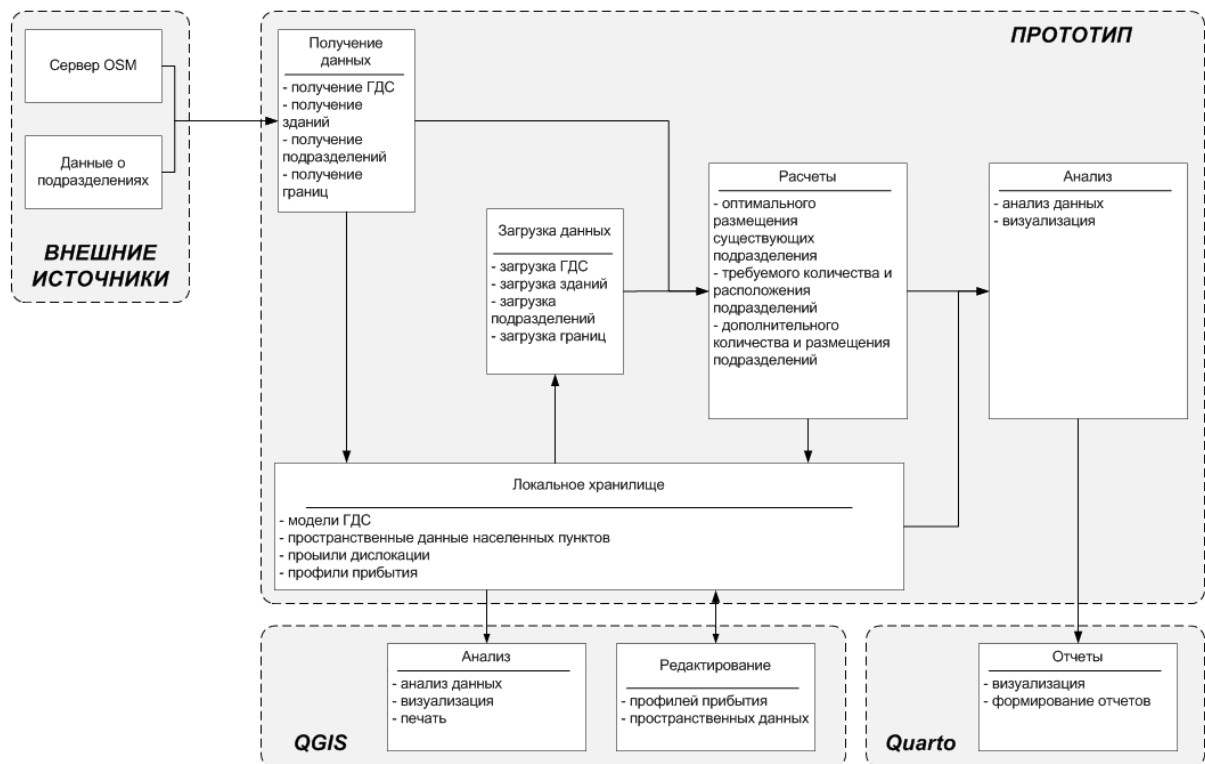 Сервер OSM
Данные о
подразделениях
ВНЕШНИЕ
ИСТОЧНИКИ
ПРОТОТИП
Получение
данных
- получение ГДС
- получение
зданий
- получение
подразделений
- получение
границ
Загрузка данных
- загрузка ГДС
- загрузка зданий
- загрузка
подразделений
- загрузка границ
Расчеты
- оптимального
размещения
существующих
подразделения
- требуемого количества и
расположения
подразделений
- дополнительного
количества и размещения
подразделений
Анализ
- анализ данных
- визуализация
Локальное хранилище
- модели ГДС
- пространственные данные населенных пунктов
- проыили дислокации
- профили прибытия
Анализ
- анализ данных
- визуализация
- печать
Редактирование
- профилей прибытия
- пространственных данных
QGIS
Отчеты
- визуализация
- формирование отчетов
Quarto